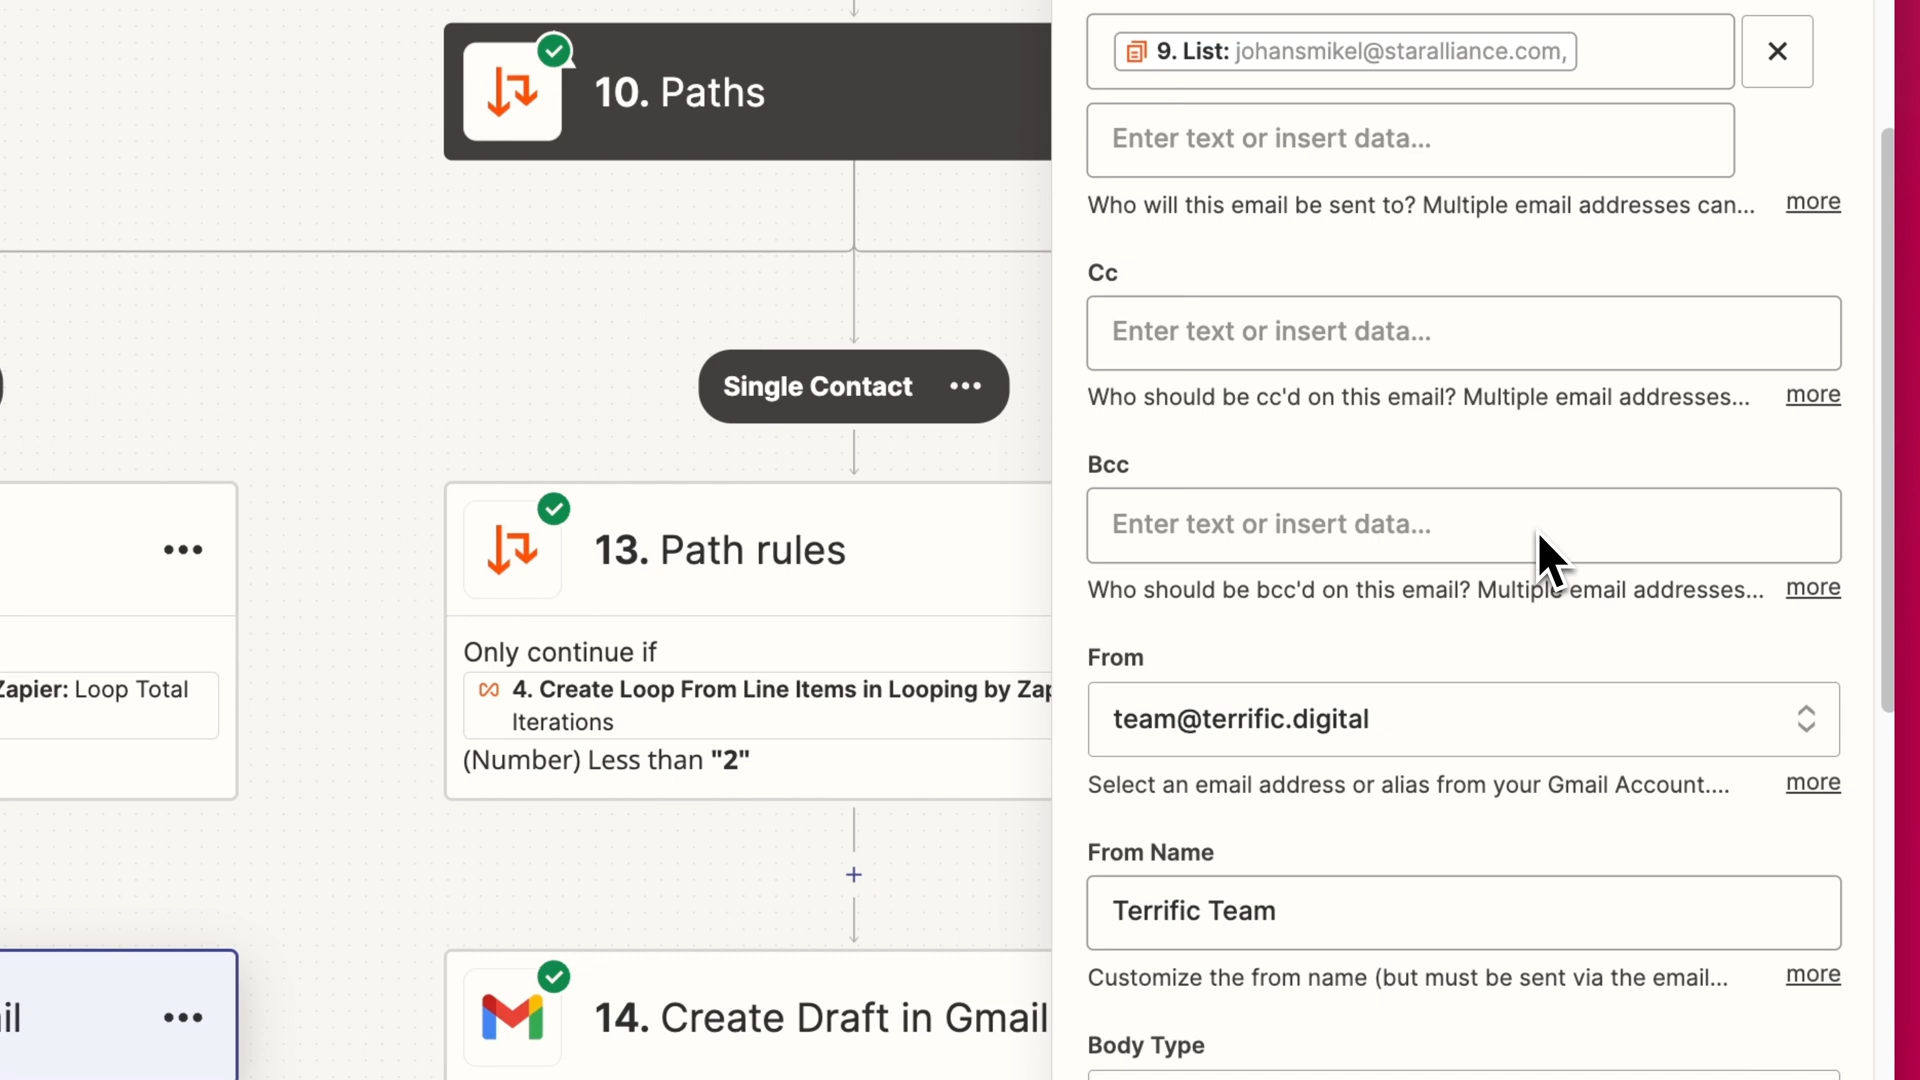 10. Paths
Single Contact
Zapier: Loop Total
13. Path rules
Only continue if
4. Create Loop From Line Items in Looping by Zap
Iterations
(Number) Less than "2"
14. Create Draft in Gmail
9. List: johansmikel@staralliance.com,
Enter text or insert data...
Who will this email be sent to? Multiple email addresses can... more
Cc
Enter text or insert data...
Who should be cc'd on this email? Multiple email addresses... more
Bcc
Enter text or insert data...
Who should be bcc'd on this email? Multiple email addresses... more
From
team@terrific.digital
Select an email address or alias from your Gmail Account.... more
From Name
Terrific Team
Customize the from name (but must be sent via the email... more
Body Type